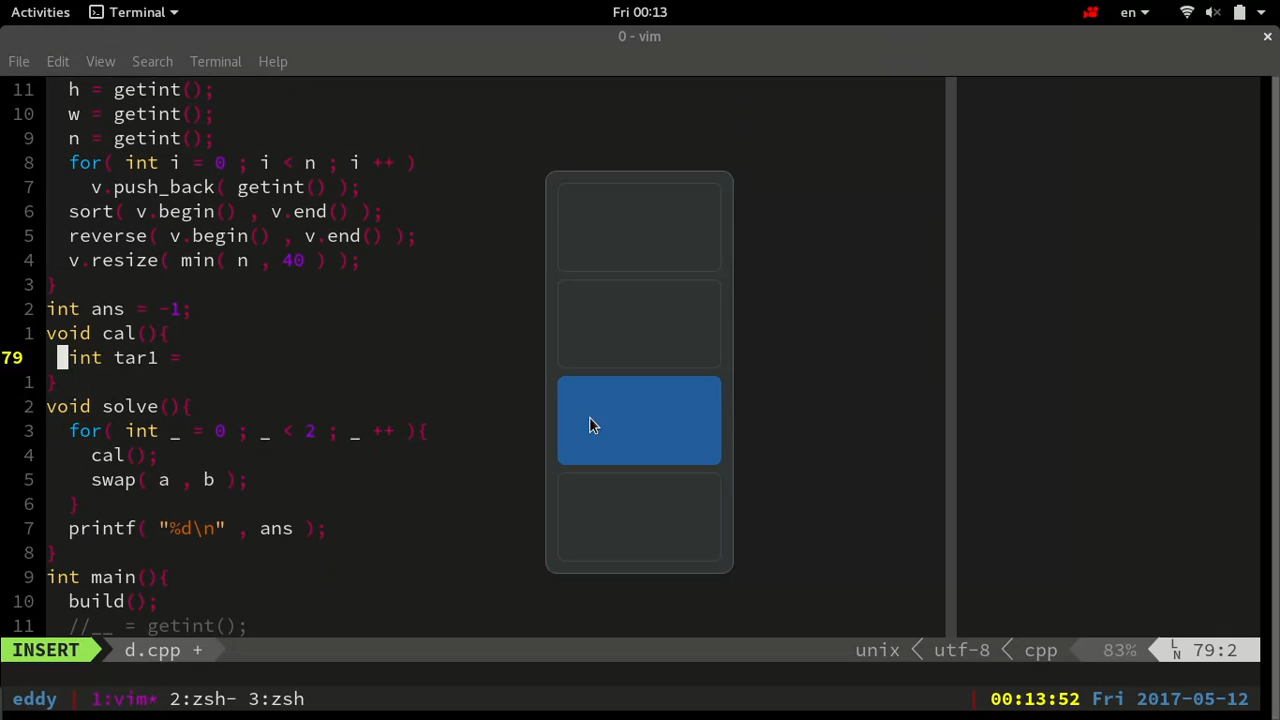 Activities Terminal Fri 00:13 en
0 - vim ×
File Edit View Search Terminal Help
11 h = getint();
10 w = getint();
9 n = getint();
8 for( int i = 0 ; i < n ; i ++ )
7 v.push_back( getint() );
6 sort( v.begin() , v.end() );
5 reverse( v.begin() , v.end() );
4 v.resize( min( n , 40 ) );
3 }
2 int ans = -1;
1 void cal(){
79 int tar1 =
1 }
2 void solve(){
3 for( int _ = 0 ; _ < 2 ; _ ++ ){
4 cal();
5 swap( a , b );
6 }
7 printf( "%d\n" , ans );
8 }
9 int main(){
10 build();
11 //__ = getint();
INSERT d.cpp + unix utf-8 cpp 83% LN 79:2
eddy | 1:vim* 2:zsh- 3:zsh | 00:13:52 Fri 2017-05-12